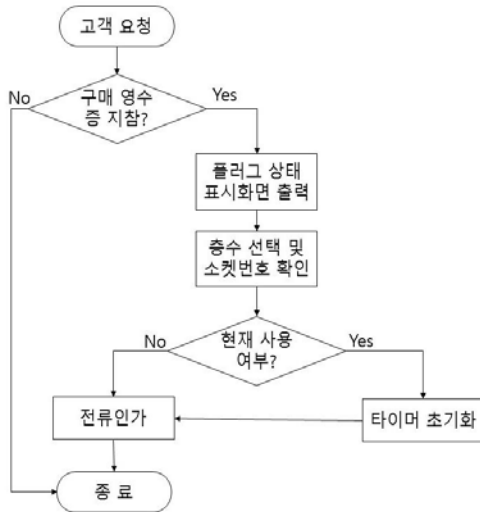 고객 요청
No
구매 영수
증 지참?
Yes
플러그 상태
표시화면 출력
층수 선택 및
소켓번호 확인
No
현재 사용
여부?
Yes
전류인가
타이머 초기화
종 료